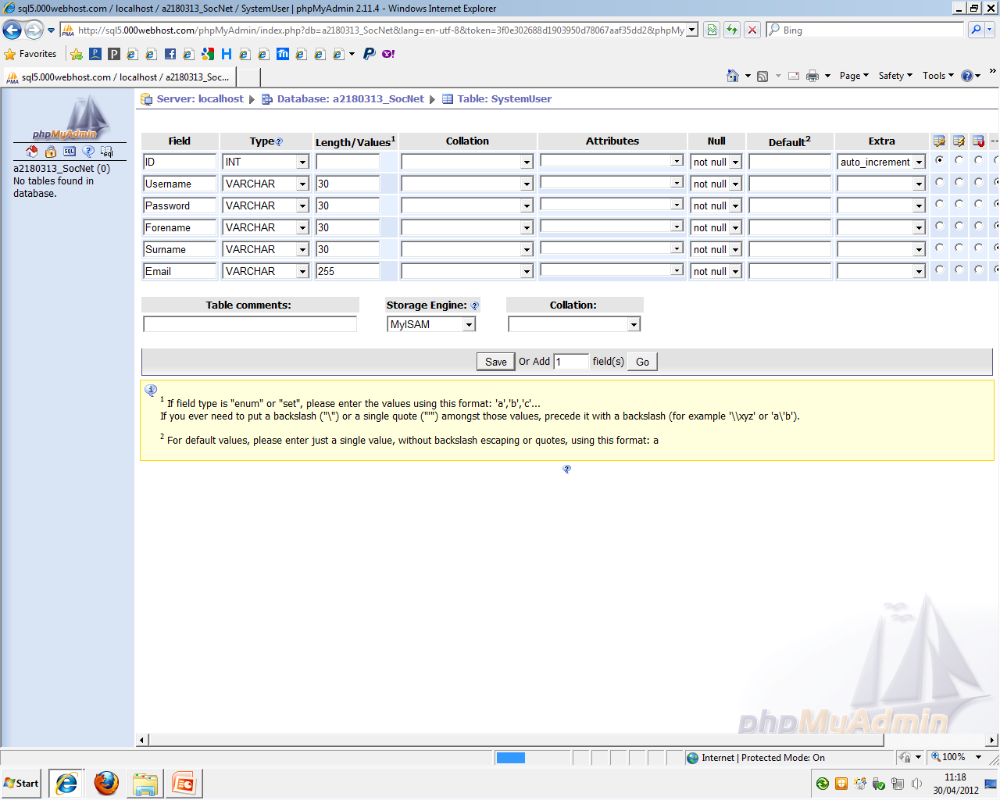 sql5.000webhost.com / localhost / a2180313_SocNet / SystemUser | phpMyAdmin 2.11.4 - Windows Internet Explorer
http://sql5.000webhost.com/phpMyAdmin/index.php?db=a2180313_SocNet&lang=en-utf-8&token=3f0e302688d1903950d78067aaf35dd2&phpMy
Bing
Favorites
sql5.000webhost.com / localhost / a2180313_Soc...
Page Safety Tools
Server: localhost Database: a2180313_SocNet Table: SystemUser
phpMyAdmin
SQL
a2180313_SocNet (0)
No tables found in
database.
Field Type Length/Values1 Collation Attributes Null Default2 Extra
ID INT not null auto_increment
Username VARCHAR 30 not null
Password VARCHAR 30 not null
Forename VARCHAR 30 not null
Surname VARCHAR 30 not null
Email VARCHAR 255 not null
Table comments: Storage Engine: Collation:
MyISAM
Save Or Add 1 field(s) Go
1 If field type is "enum" or "set", please enter the values using this format: 'a','b','c'...
If you ever need to put a backslash ("\") or a single quote ("'") amongst those values, precede it with a backslash (for example '\\xyz' or 'a\'b').
2 For default values, please enter just a single value, without backslash escaping or quotes, using this format: a
phpMyAdmin
Internet | Protected Mode: On 100%
Start
11:18
30/04/2012